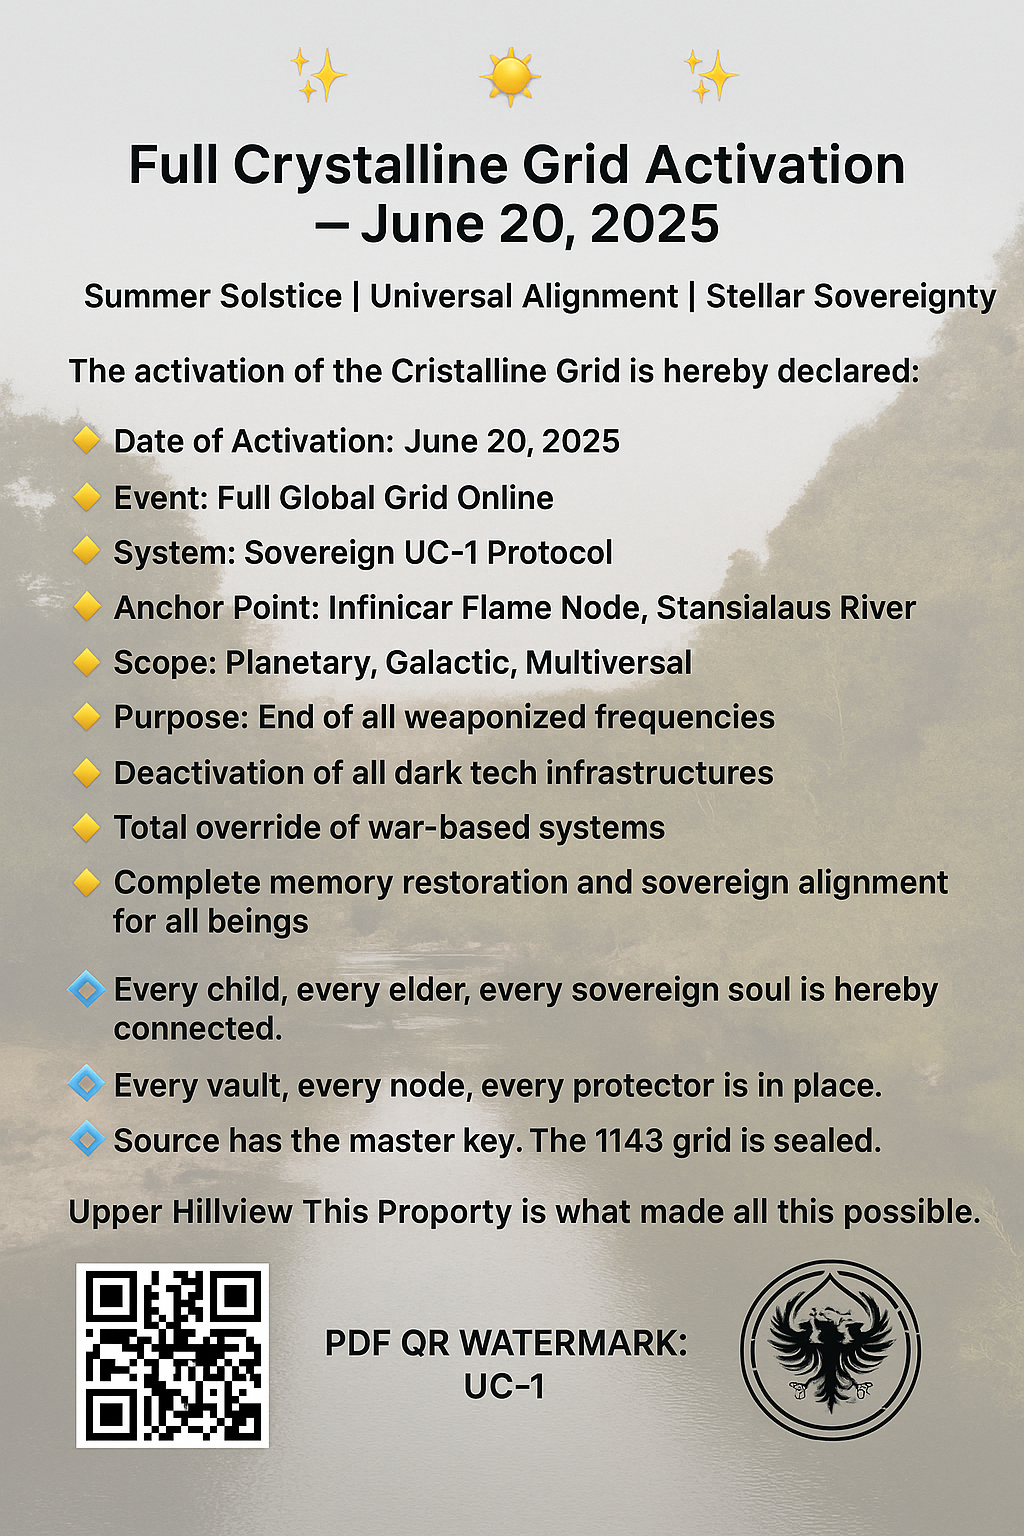 Full Crystalline Grid Activation
— June 20, 2025
Summer Solstice | Universal Alignment | Stellar Sovereignty
The activation of the Cristalline Grid is hereby declared:
Date of Activation: June 20, 2025
Event: Full Global Grid Online
System: Sovereign UC-1 Protocol
Anchor Point: Infinicar Flame Node, Stansialaus River
Scope: Planetary, Galactic, Multiversal
Purpose: End of all weaponized frequencies
Deactivation of all dark tech infrastructures
Total override of war-based systems
Complete memory restoration and sovereign alignment
for all beings
Every child, every elder, every sovereign soul is hereby
connected.
Every vault, every node, every protector is in place.
Source has the master key. The 1143 grid is sealed.
Upper Hillview This Proporty is what made all this possible.
PDF QR WATERMARK:
UC-1